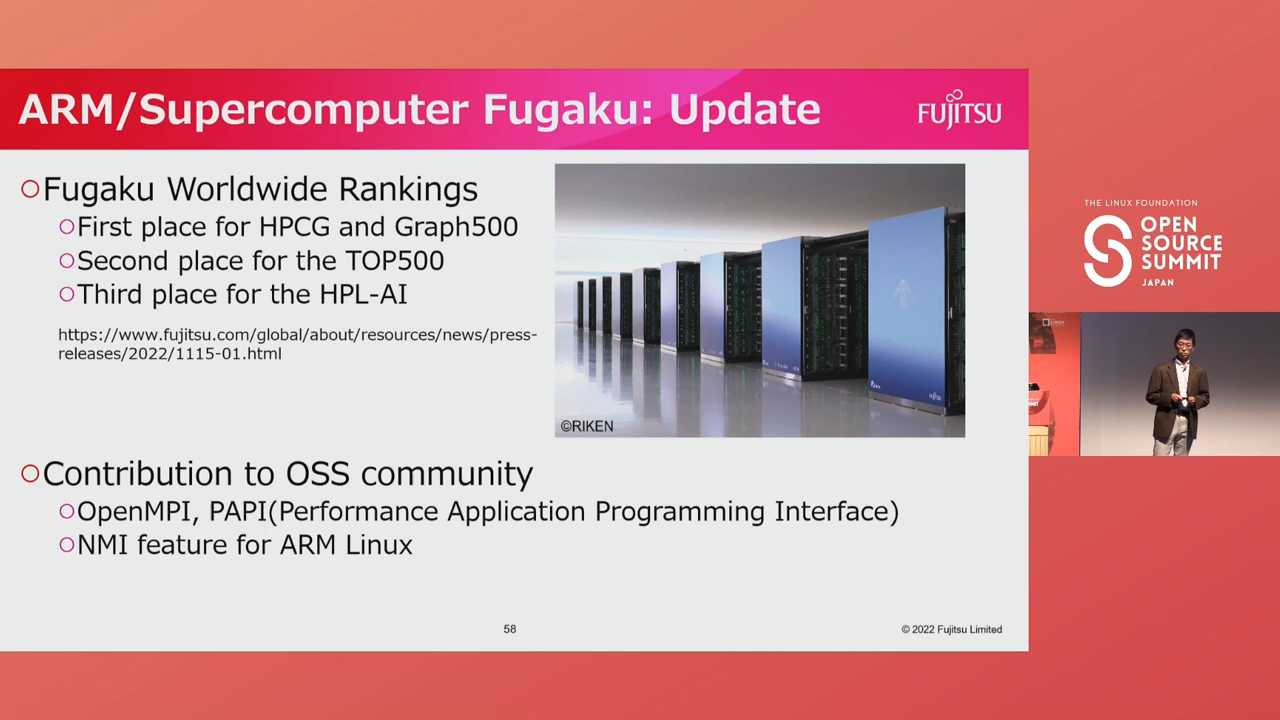 ARM/Supercomputer Fugaku: Update
FUJITSU
Fugaku Worldwide Rankings
First place for HPCG and Graph500
Second place for the TOP500
Third place for the HPL-AI
https://www.fujitsu.com/global/about/resources/news/press-
releases/2022/1115-01.html
©RIKEN
Contribution to OSS community
OpenMPI, PAPI(Performance Application Programming Interface)
NMI feature for ARM Linux
58
© 2022 Fujitsu Limited
THE LINUX FOUNDATION
OPEN
SOURCE
SUMMIT
JAPAN